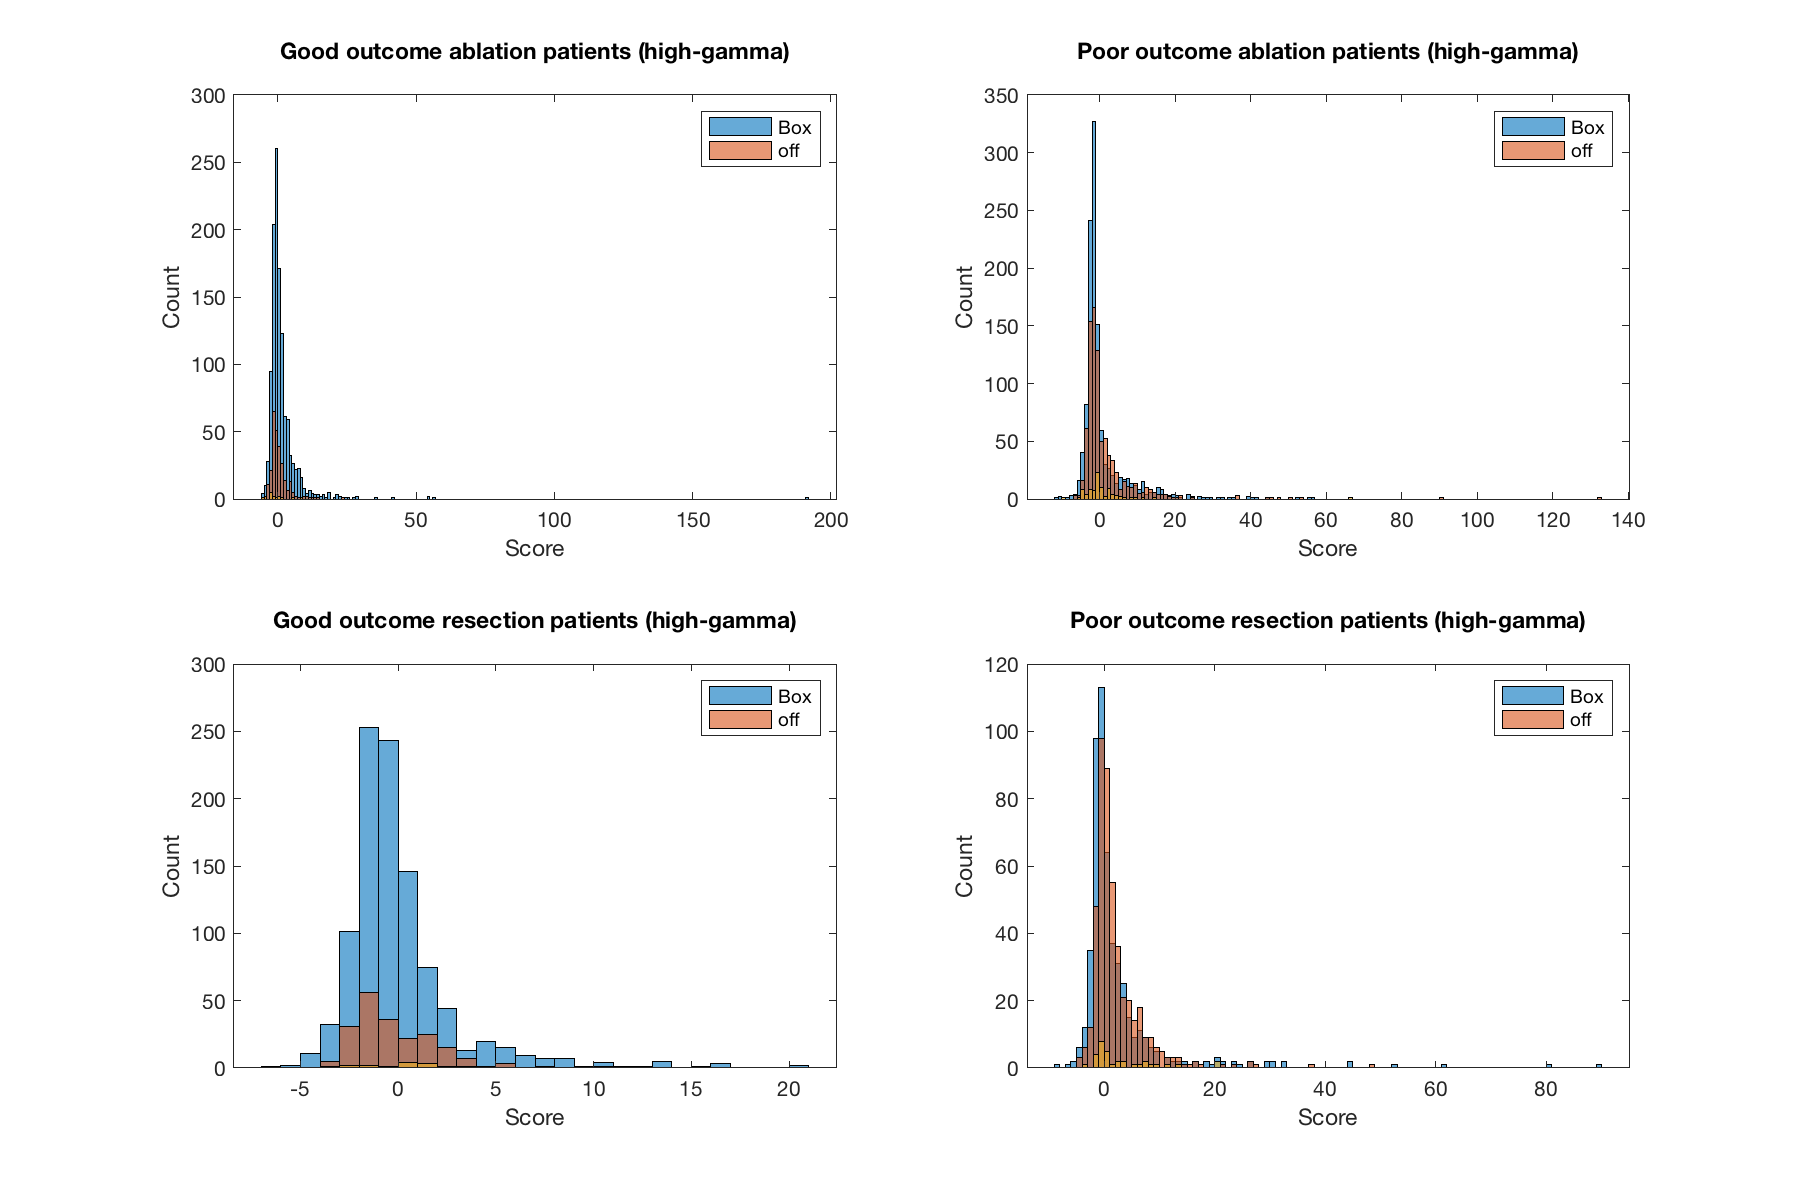 Good outcome ablation patients (high-gamma)
300
250
200
150
100
50
0
Count
0 50 100 150 200
Score
Box
off
Poor outcome ablation patients (high-gamma)
350
300
250
200
150
100
50
0
Count
0 20 40 60 80 100 120 140
Score
Box
off
Good outcome resection patients (high-gamma)
300
250
200
150
100
50
0
Count
-5 0 5 10 15 20
Score
Box
off
Poor outcome resection patients (high-gamma)
120
100
80
60
40
20
0
Count
0 20 40 60 80
Score
Box
off